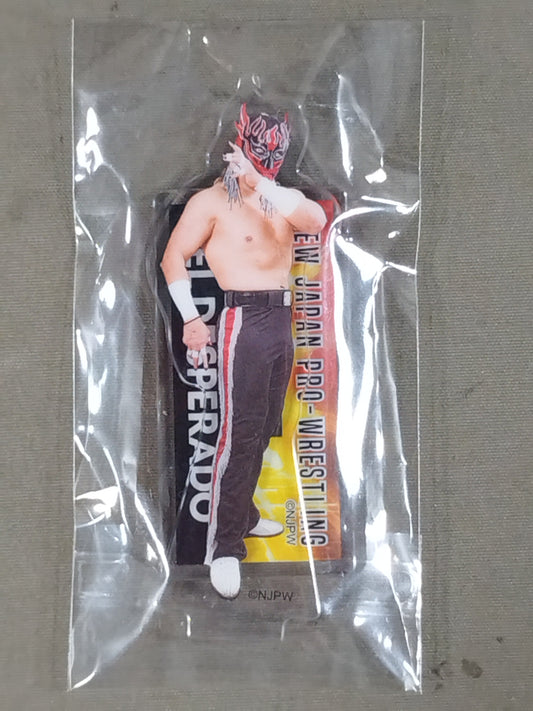 EL DESPERADO
EW JAPAN PRO-WRESTLING
©NJPW
©NJPW